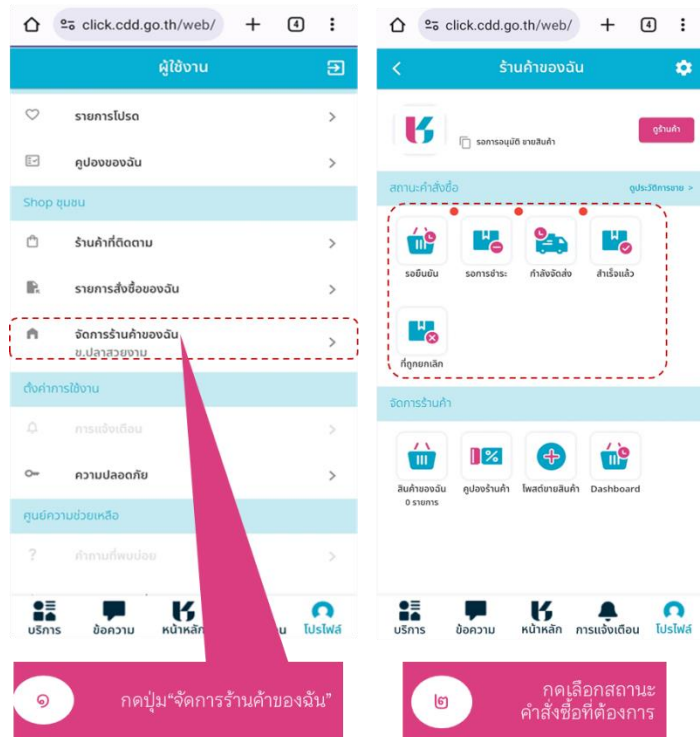 click.cdd.go.th/web/
4
ผู้ใช้งาน
รายการโปรด
คูปองของฉัน
Shop ชุมชน
ร้านค้าที่ติดตาม
รายการสั่งซื้อของฉัน
จัดการร้านค้าของฉัน
ข.ปลาสวยงาม
ตั้งค่าการใช้งาน
การแจ้งเตือน
ความปลอดภัย
ศูนย์ความช่วยเหลือ
? คำถามที่พบบ่อย
บริการ ข้อความ หน้าหลัก โปรไฟล์
๑ กดปุ่ม“จัดการร้านค้าของฉัน”
click.cdd.go.th/web/
4
ร้านค้าของฉัน
รอการอนุมัติ ขายสินค้า
ดูร้านค้า
สถานะคำสั่งซื้อ ดูประวัติการขาย >
รอยืนยัน รอการชำระ กำลังจัดส่ง สำเร็จแล้ว
ที่ถูกยกเลิก
จัดการร้านค้า
สินค้าของฉัน คูปองร้านค้า โพสต์ขายสินค้า Dashboard
0 รายการ
บริการ ข้อความ หน้าหลัก การแจ้งเตือน โปรไฟล์
๒ กดเลือกสถานะ
คำสั่งซื้อที่ต้องการ